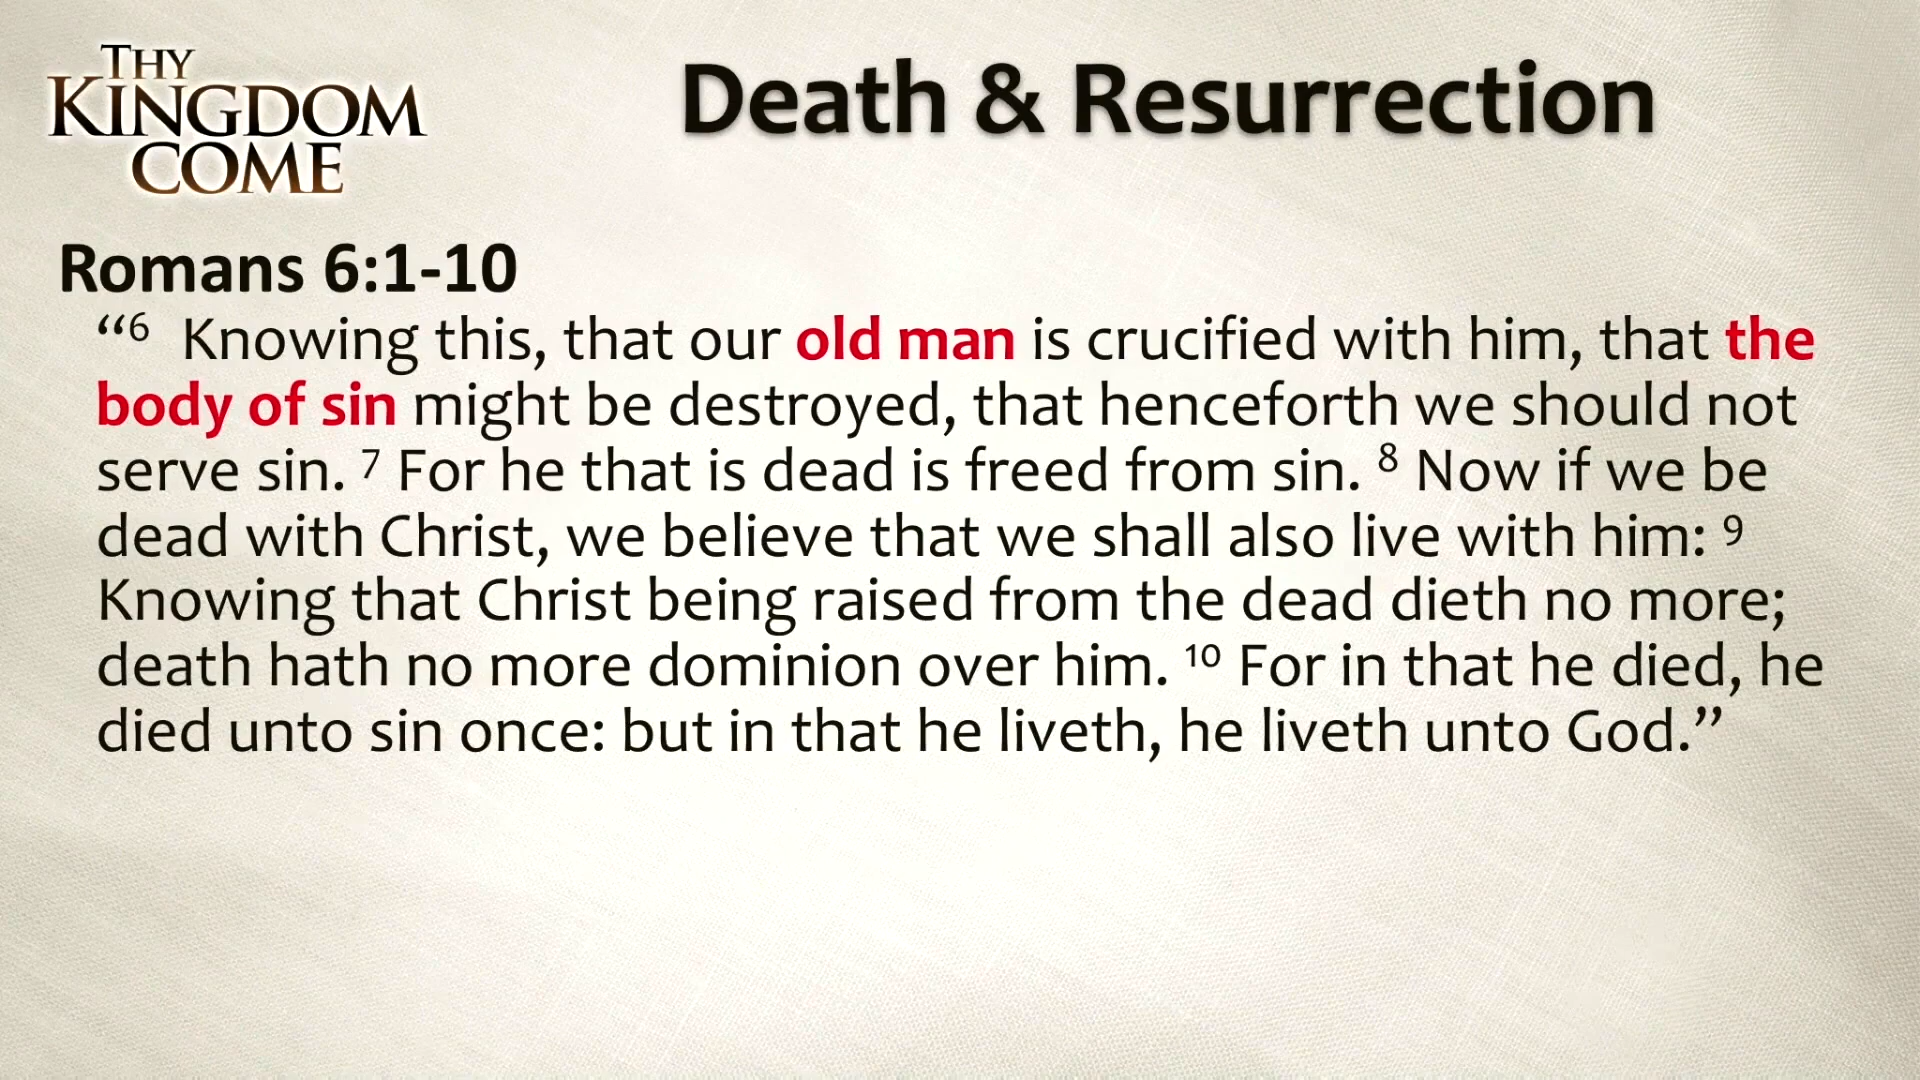 THY
KINGDOM
COME
Death & Resurrection
Romans 6:1-10
“⁶ Knowing this, that our old man is crucified with him, that the
body of sin might be destroyed, that henceforth we should not
serve sin. ⁷ For he that is dead is freed from sin. ⁸ Now if we be
dead with Christ, we believe that we shall also live with him: ⁹
Knowing that Christ being raised from the dead dieth no more;
death hath no more dominion over him. ¹⁰ For in that he died, he
died unto sin once: but in that he liveth, he liveth unto God.”